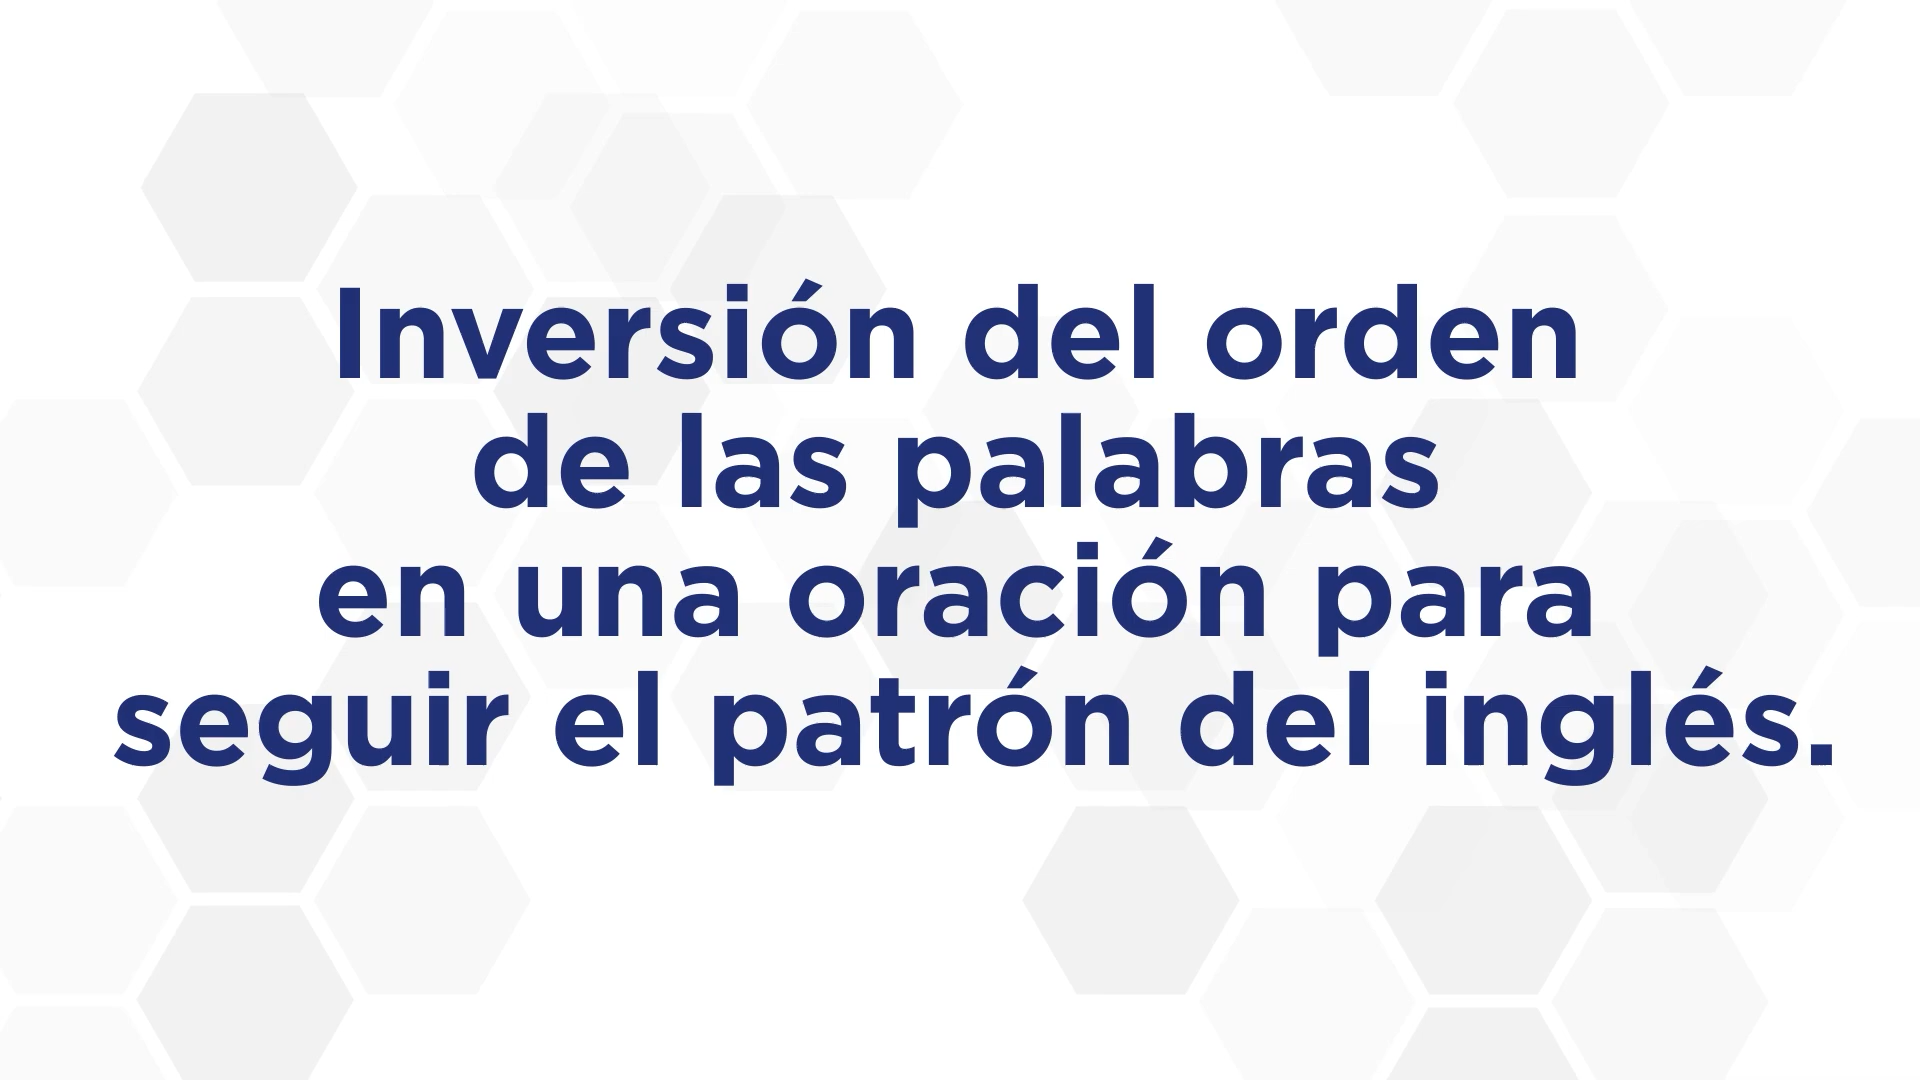 Inversión del orden
de las palabras
en una oración para
seguir el patrón del inglés.